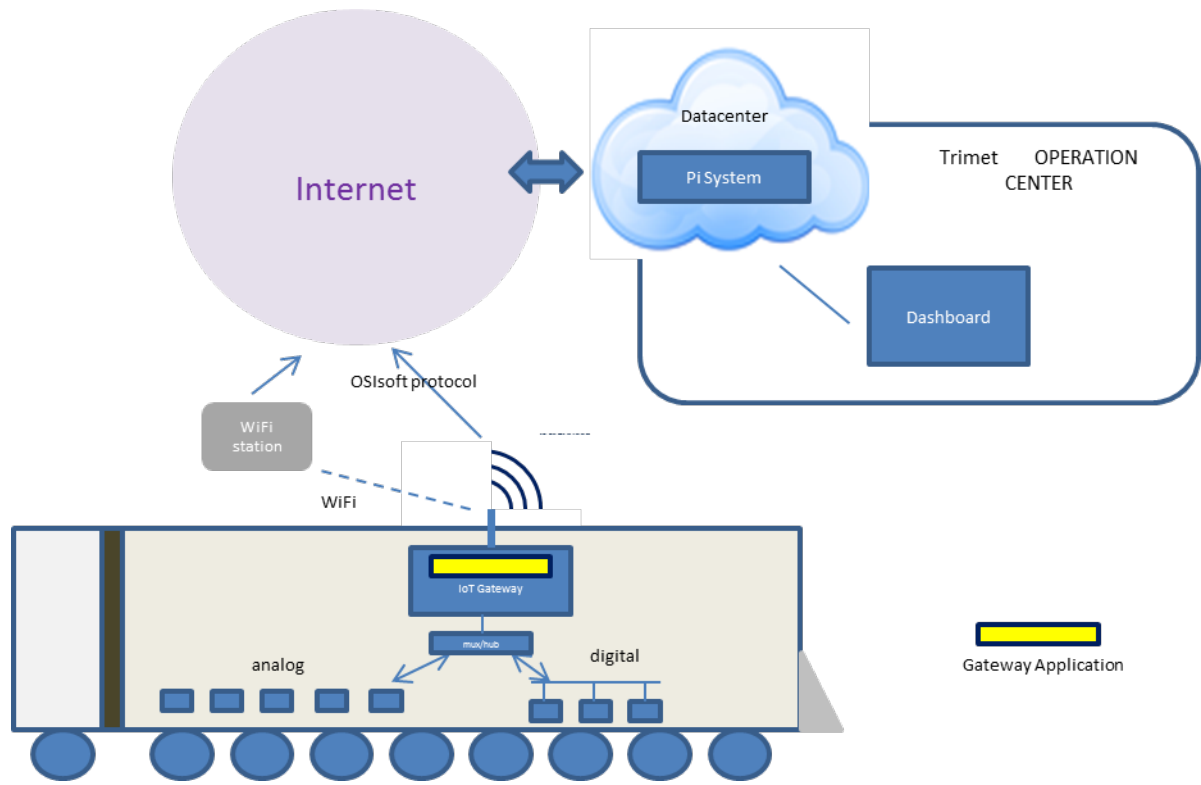 Datacenter
Trimet OPERATION
CENTER
Internet
Pi System
Dashboard
OSIsoft protocol
WiFi
station
WiFi
IoT Gateway
mux/hub
analog
digital
Gateway Application